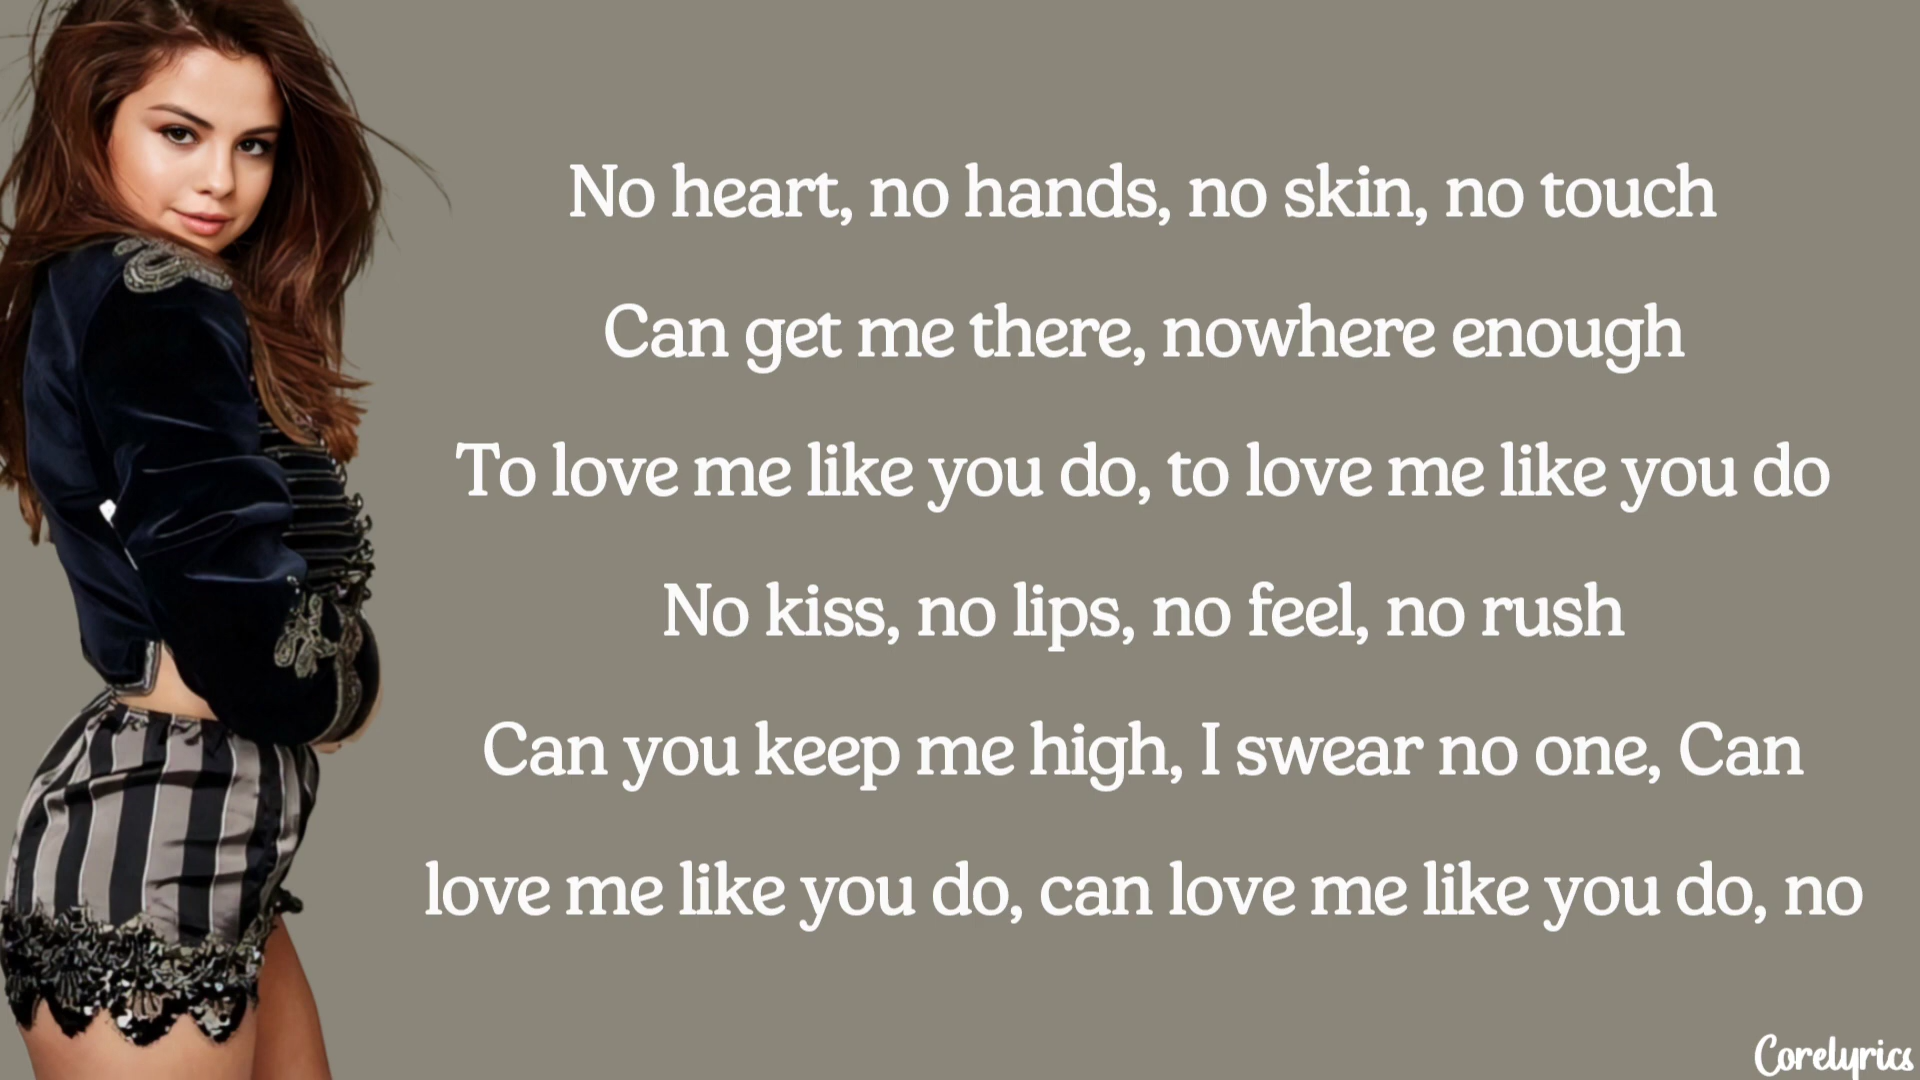 No heart, no hands, no skin, no touch
Can get me there, nowhere enough
To love me like you do, to love me like you do
No kiss, no lips, no feel, no rush
Can you keep me high, I swear no one, Can
love me like you do, can love me like you do, no
Corelyrics